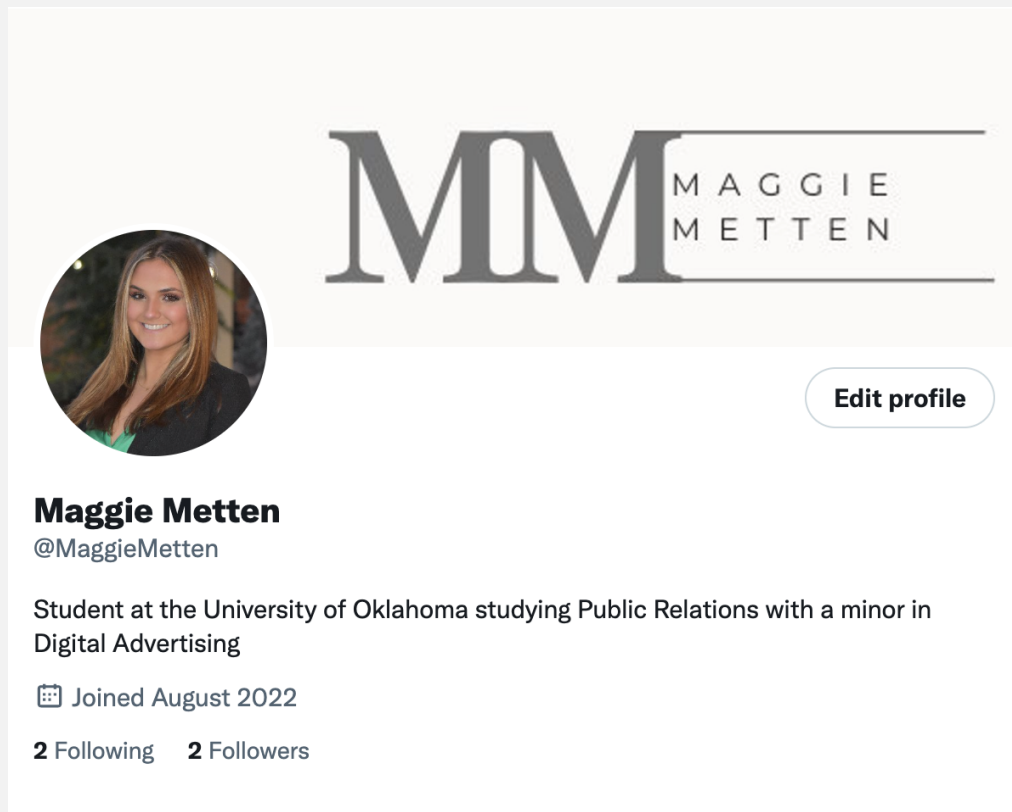 MM
MAGGIE
METTEN
Edit profile
Maggie Metten
@MaggieMetten
Student at the University of Oklahoma studying Public Relations with a minor in
Digital Advertising
Joined August 2022
2 Following 2 Followers